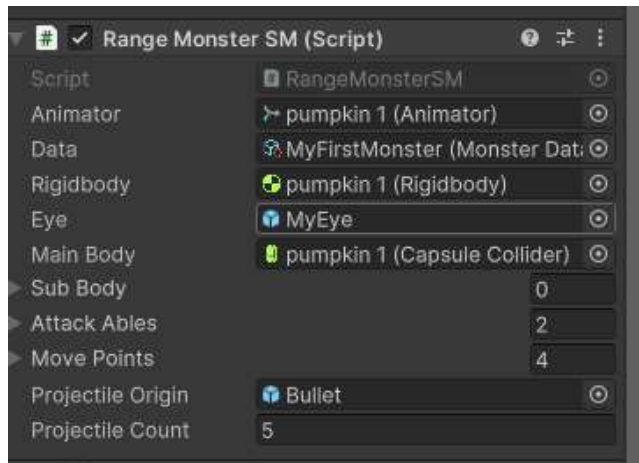 # Range Monster SM (Script)
Script RangeMonsterSM
Animator pumpkin 1 (Animator)
Data MyFirstMonster (Monster Dat
Rigidbody pumpkin 1 (Rigidbody)
Eye MyEye
Main Body pumpkin 1 (Capsule Collider)
Sub Body 0
Attack Ables 2
Move Points 4
Projectile Origin Bullet
Projectile Count 5